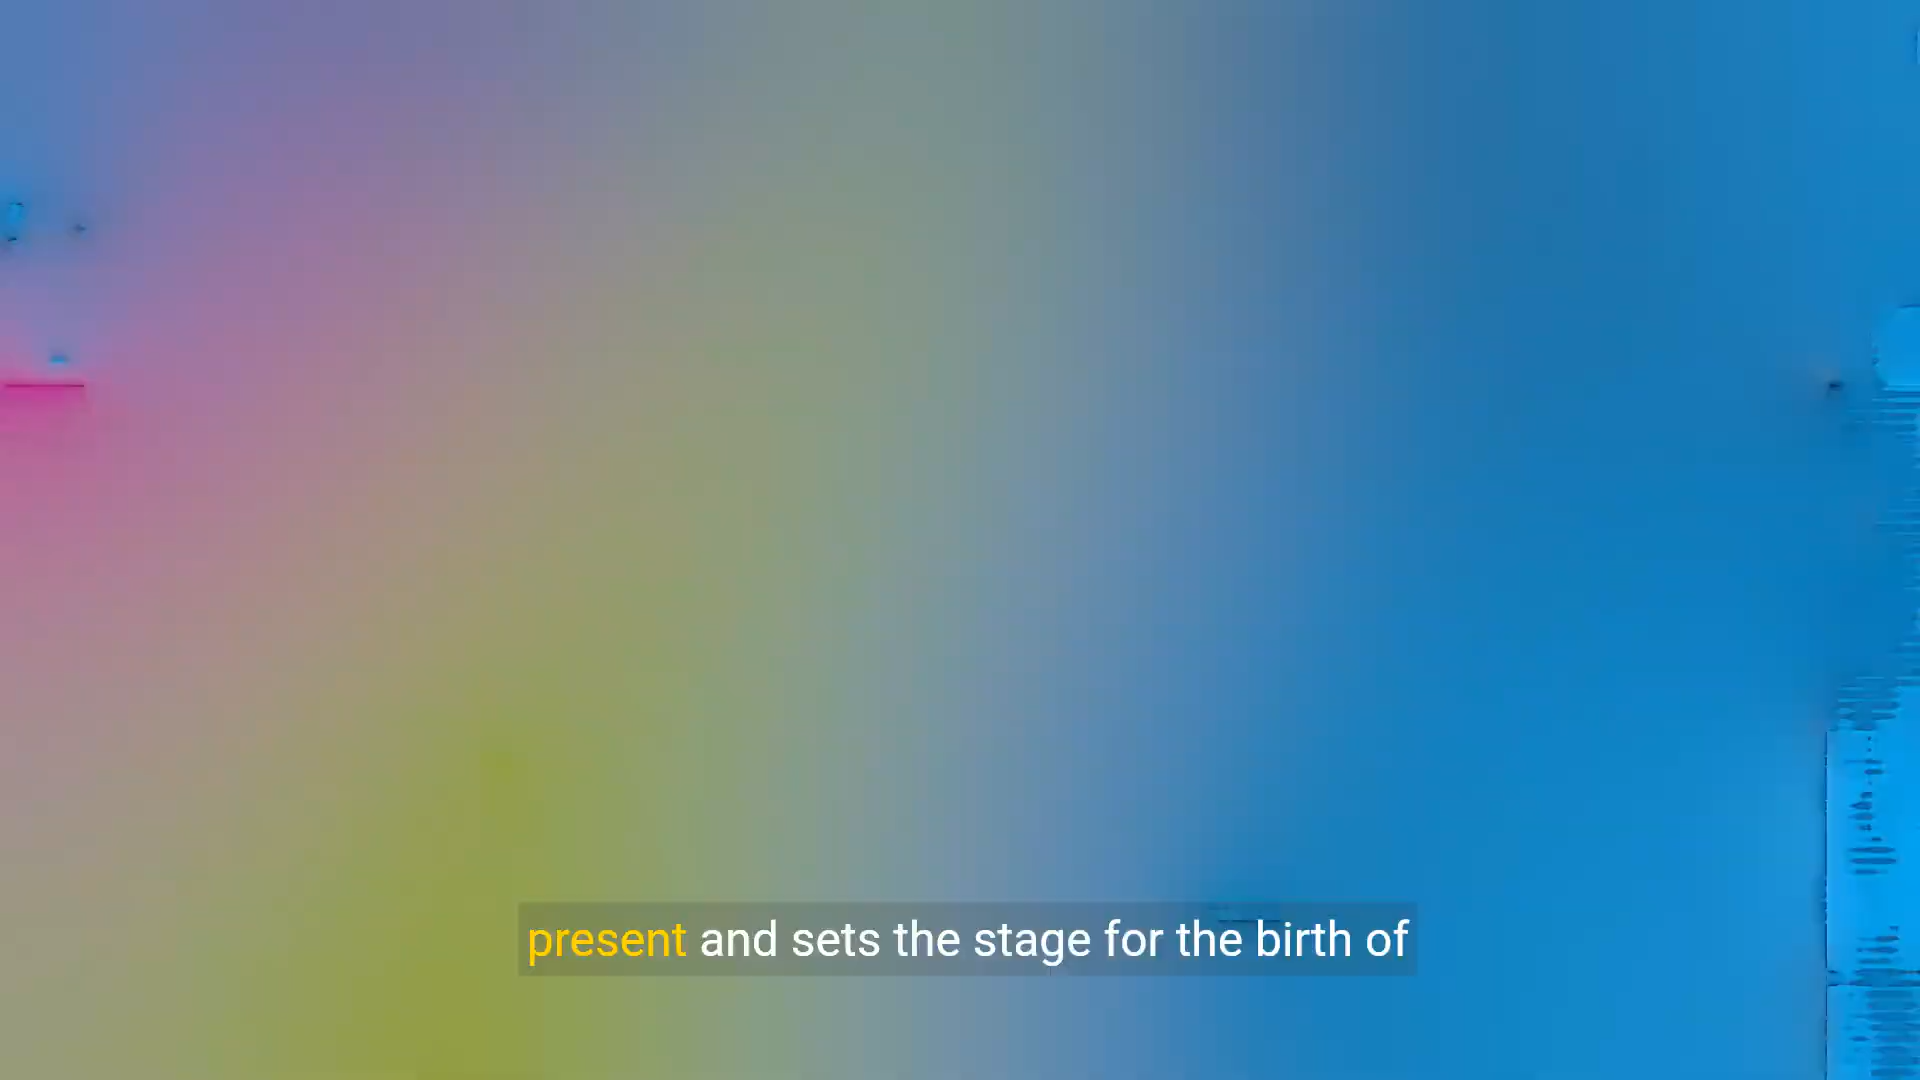 present and sets the stage for the birth of